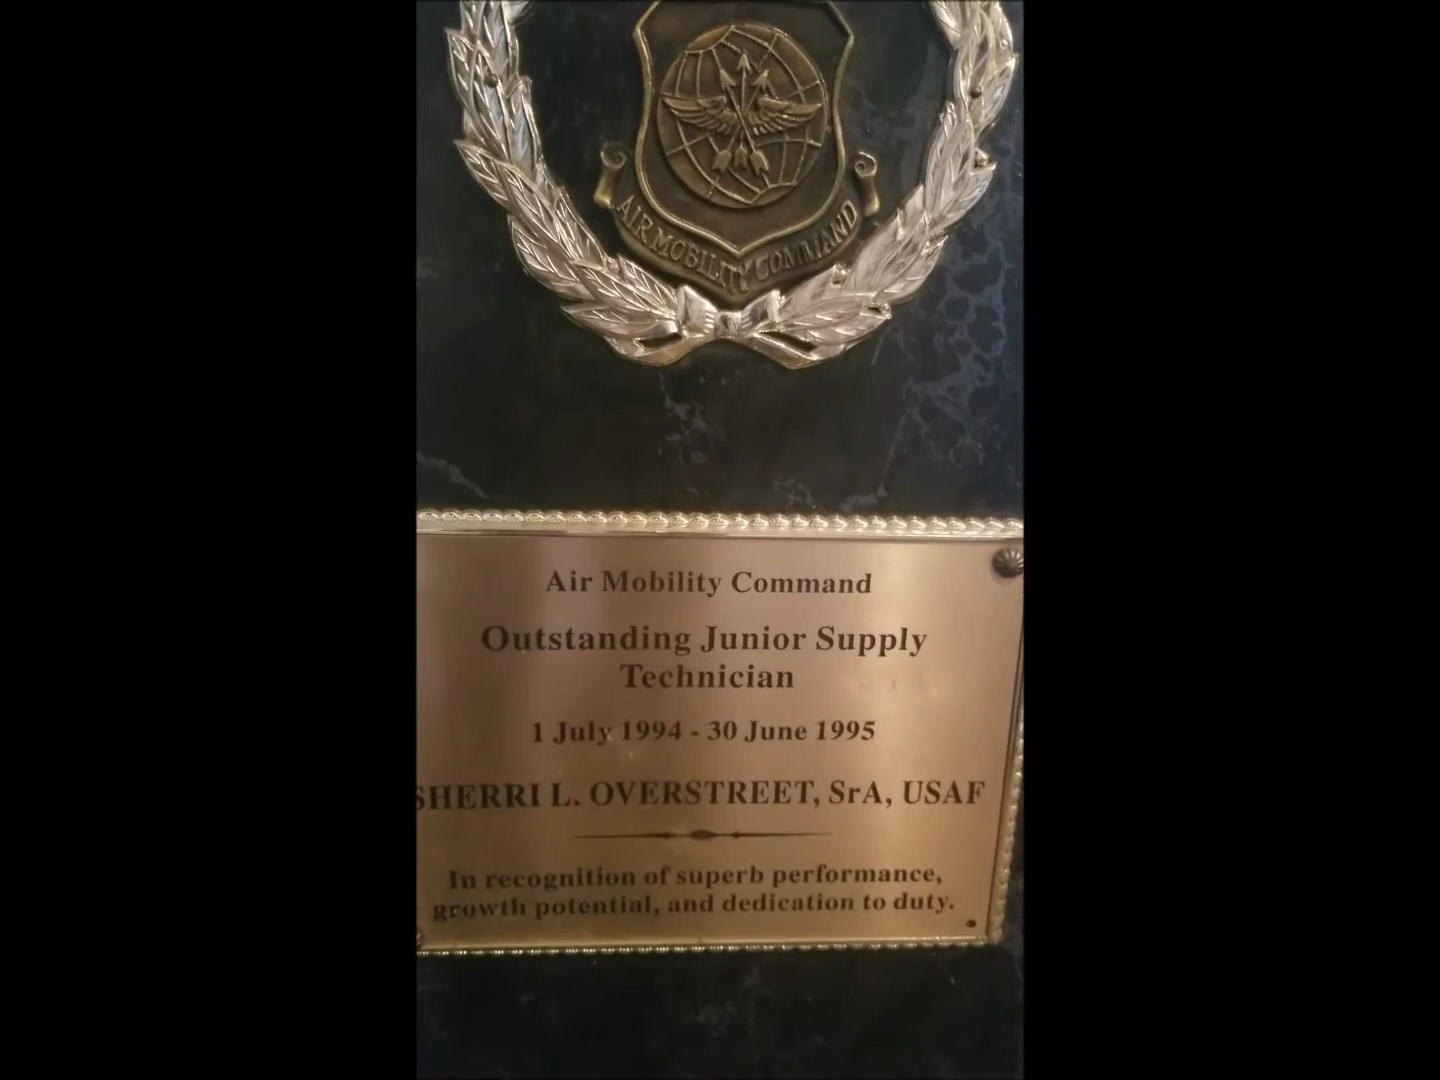 AIR MOBILITY COMMAND
Air Mobility Command
Outstanding Junior Supply
Technician
1 July 1994 - 30 June 1995
SHERRI L. OVERSTREET, SrA, USAF
In recognition of superb performance,
growth potential, and dedication to duty.